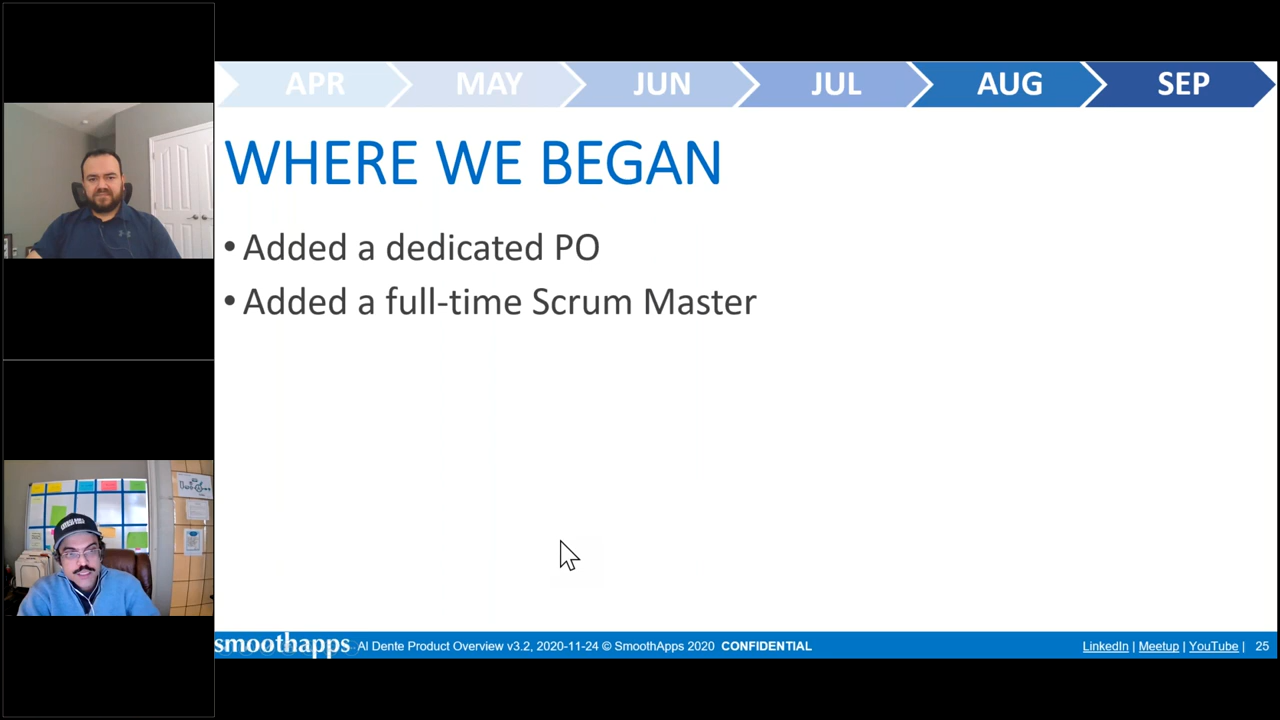 APR MAY JUN JUL AUG SEP
WHERE WE BEGAN
• Added a dedicated PO
• Added a full-time Scrum Master
smoothapps Al Dente Product Overview v3.2, 2020-11-24 © SmoothApps 2020 CONFIDENTIAL LinkedIn | Meetup | YouTube | 25